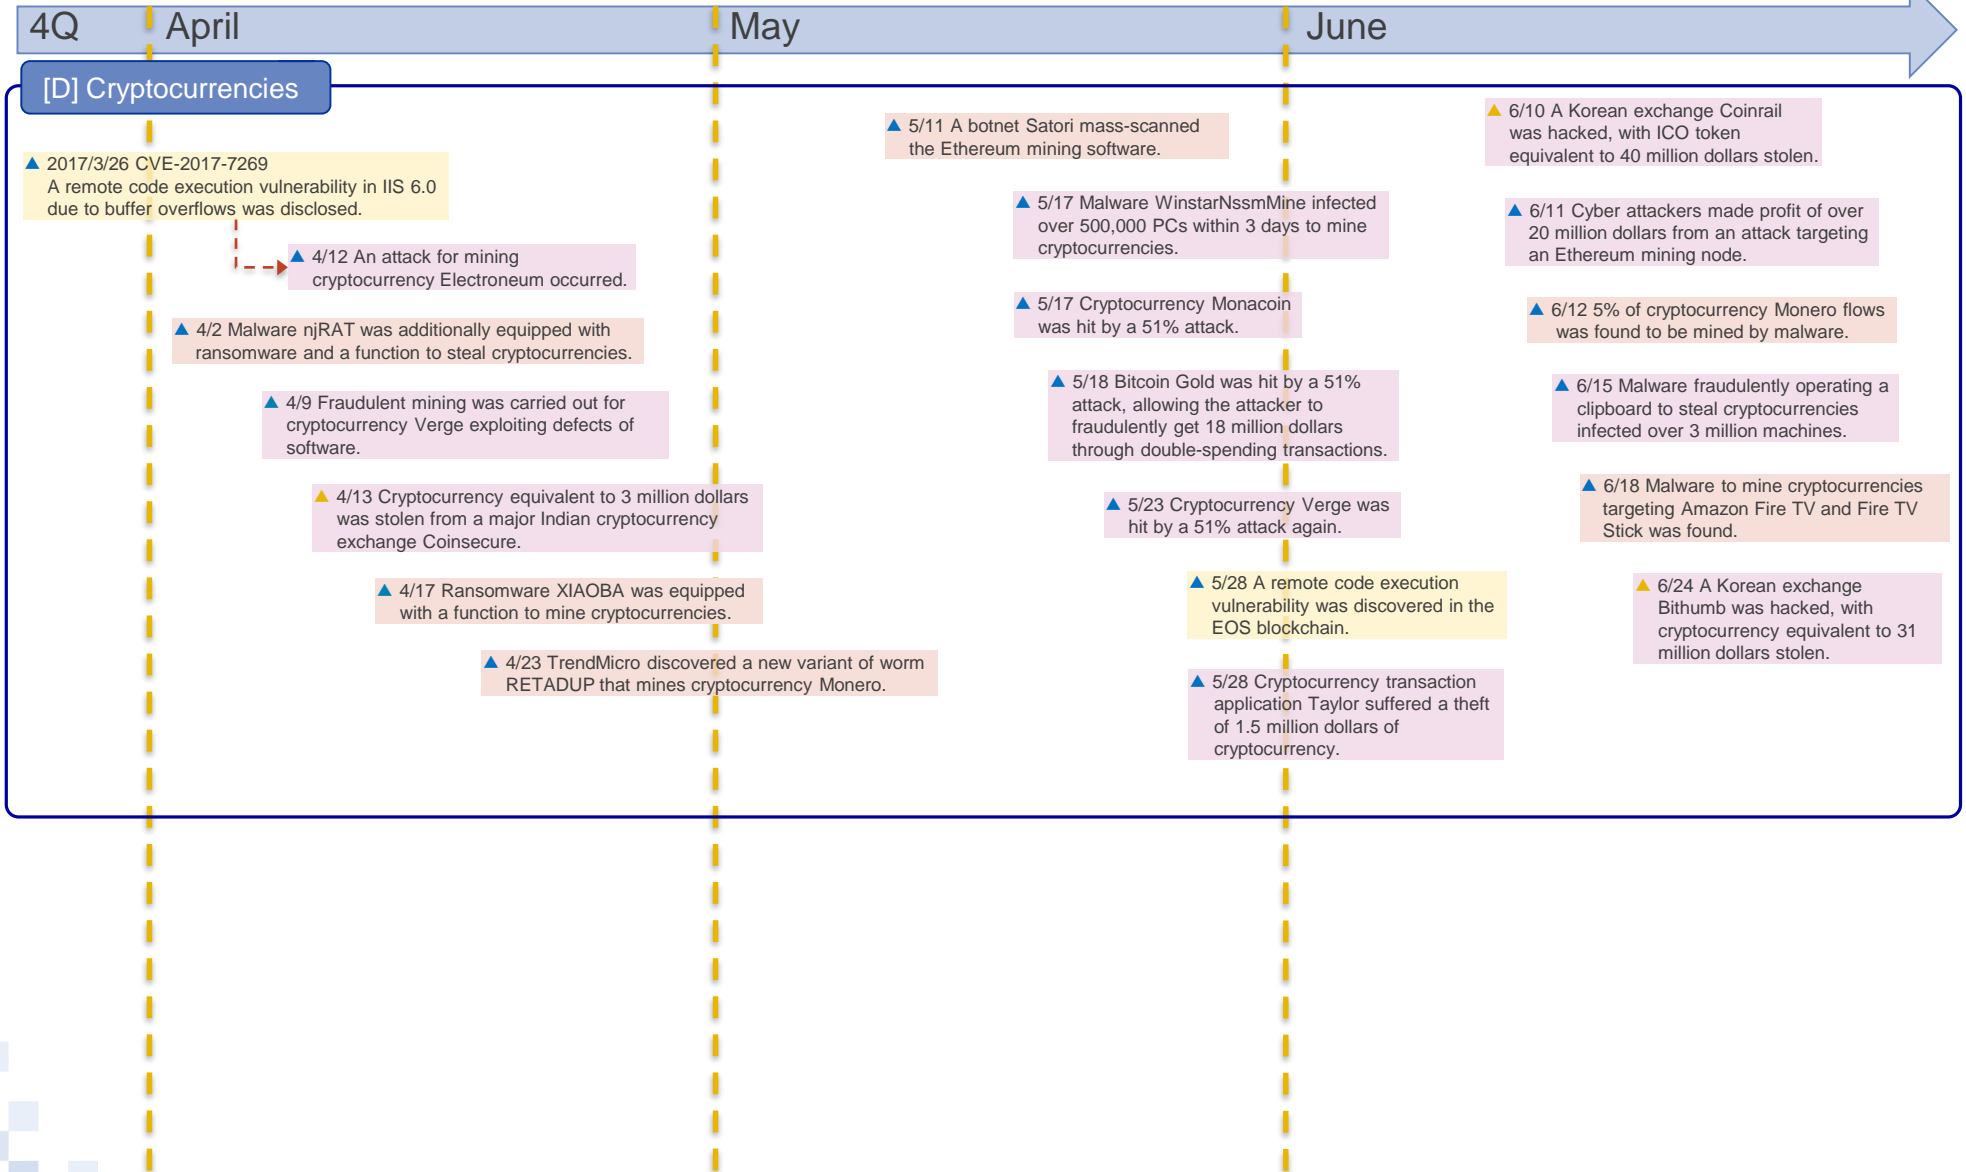 4Q
April
May
June
[D] Cryptocurrencies
2017/3/26 CVE-2017-7269
A remote code execution vulnerability in IIS 6.0
due to buffer overflows was disclosed.
4/12 An attack for mining
cryptocurrency Electroneum occurred.
4/2 Malware njRAT was additionally equipped with
ransomware and a function to steal cryptocurrencies.
4/9 Fraudulent mining was carried out for
cryptocurrency Verge exploiting defects of
software.
4/13 Cryptocurrency equivalent to 3 million dollars
was stolen from a major Indian cryptocurrency
exchange Coinsecure.
4/17 Ransomware XIAOBA was equipped
with a function to mine cryptocurrencies.
4/23 TrendMicro discovered a new variant of worm
RETADUP that mines cryptocurrency Monero.
5/11 A botnet Satori mass-scanned
the Ethereum mining software.
5/17 Malware WinstarNssmMine infected
over 500,000 PCs within 3 days to mine
cryptocurrencies.
5/17 Cryptocurrency Monacoin
was hit by a 51% attack.
5/18 Bitcoin Gold was hit by a 51%
attack, allowing the attacker to
fraudulently get 18 million dollars
through double-spending transactions.
5/23 Cryptocurrency Verge was
hit by a 51% attack again.
5/28 A remote code execution
vulnerability was discovered in the
EOS blockchain.
5/28 Cryptocurrency transaction
application Taylor suffered a theft
of 1.5 million dollars of
cryptocurrency.
6/10 A Korean exchange Coinrail
was hacked, with ICO token
equivalent to 40 million dollars stolen.
6/11 Cyber attackers made profit of over
20 million dollars from an attack targeting
an Ethereum mining node.
6/12 5% of cryptocurrency Monero flows
was found to be mined by malware.
6/15 Malware fraudulently operating a
clipboard to steal cryptocurrencies
infected over 3 million machines.
6/18 Malware to mine cryptocurrencies
targeting Amazon Fire TV and Fire TV
Stick was found.
6/24 A Korean exchange
Bithumb was hacked, with
cryptocurrency equivalent to 31
million dollars stolen.